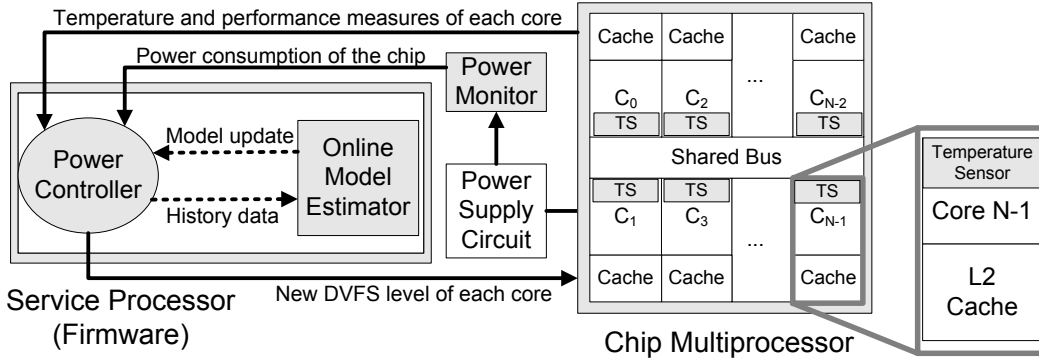 Temperature and performance measures of each core
Power consumption of the chip
Power
Monitor
Model update
History data
Power
Controller
Online
Model
Estimator
Power
Supply
Circuit
New DVFS level of each core
Service Processor
(Firmware)
Cache Cache Cache
...
C0 C2 CN-2
TS TS TS
Shared Bus
TS TS TS
C1 C3 CN-1
...
Cache Cache Cache
Chip Multiprocessor
Temperature
Sensor
Core N-1
L2
Cache